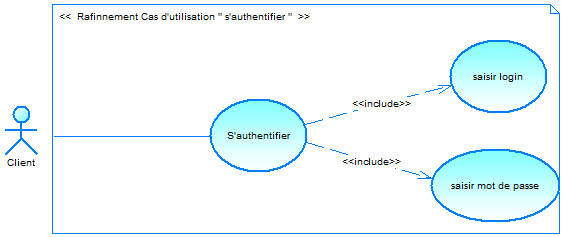 << Rafinnement Cas d'utilisation " s'authentifier " >>
saisir login
<<include>>
S'authentifier
Client
<<include>>
saisir mot de passe